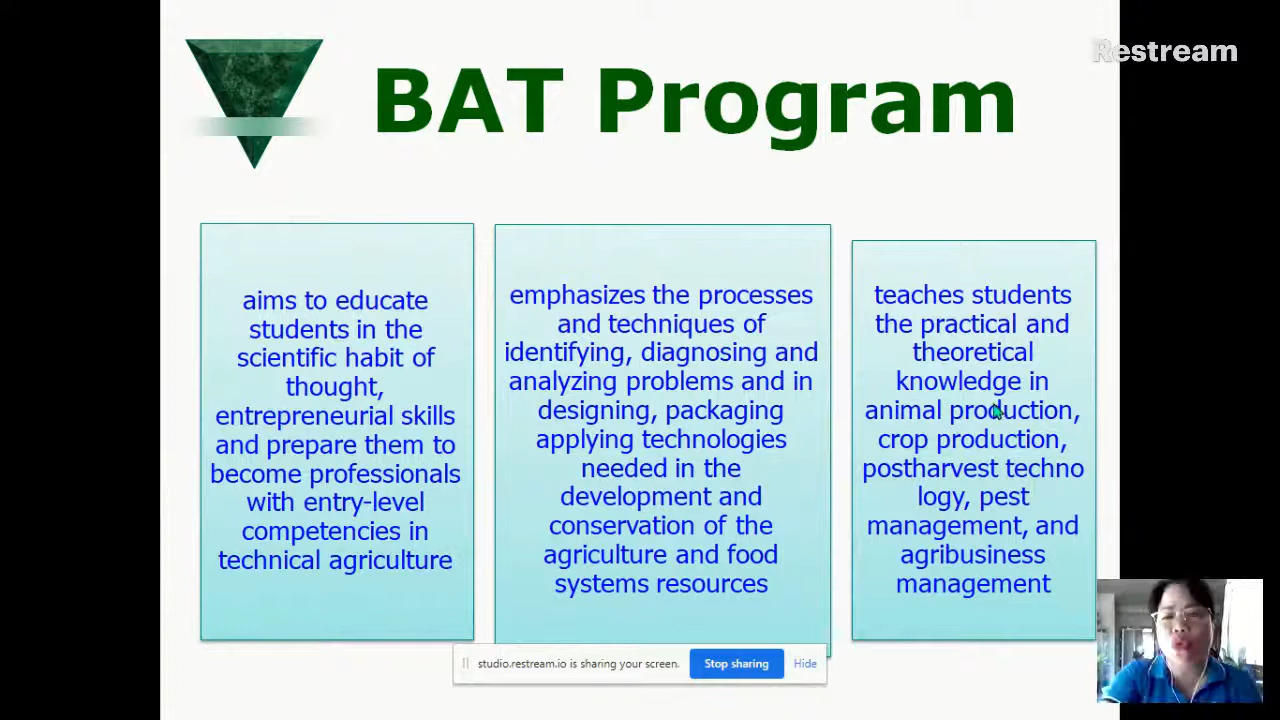 Restream
BAT Program
aims to educate
students in the
scientific habit of
thought,
entrepreneurial skills
and prepare them to
become professionals
with entry-level
competencies in
technical agriculture
emphasizes the processes
and techniques of
identifying, diagnosing and
analyzing problems and in
designing, packaging
applying technologies
needed in the
development and
conservation of the
agriculture and food
systems resources
teaches students
the practical and
theoretical
knowledge in
animal production,
crop production,
postharvest techno
logy, pest
management, and
agribusiness
management
studio.restream.io is sharing your screen.
Stop sharing
Hide